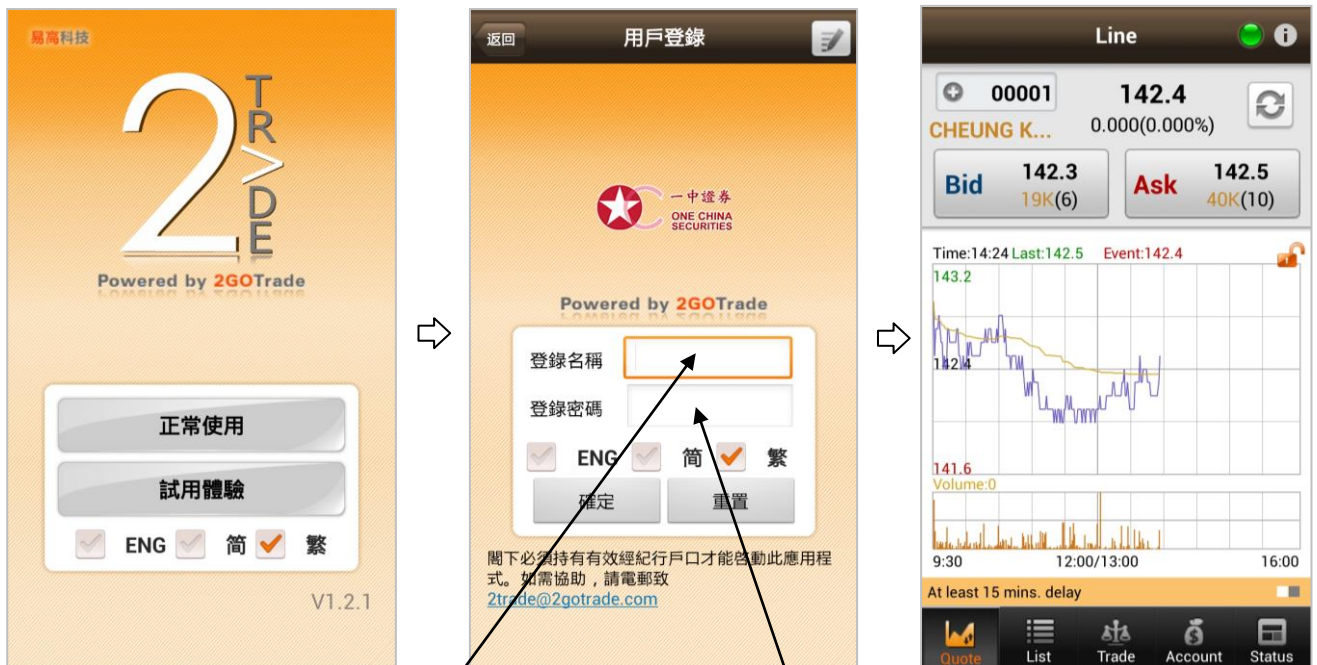 易高科技
2
TR>DE
Powered by 2GOTrade
正常使用
試用體驗
ENG 简 繁
V1.2.1
返回 用戶登錄
一中證券
ONE CHINA
SECURITIES
Powered by 2GOTrade
登錄名稱
登錄密碼
ENG 简 繁
確定 重置
閣下必須持有有效經紀行戶口才能啓動此應用程
式。如需協助，請電郵致
2trade@2gotrade.com
Line
00001 142.4
CHEUNG K... 0.000(0.000%)
Bid 142.3 Ask 142.5
19K(6) 40K(10)
Time:14:24 Last:142.5 Event:142.4
143.2
142.4
141.6
Volume:0
9:30 12:00/13:00 16:00
At least 15 mins. delay
Quote List Trade Account Status